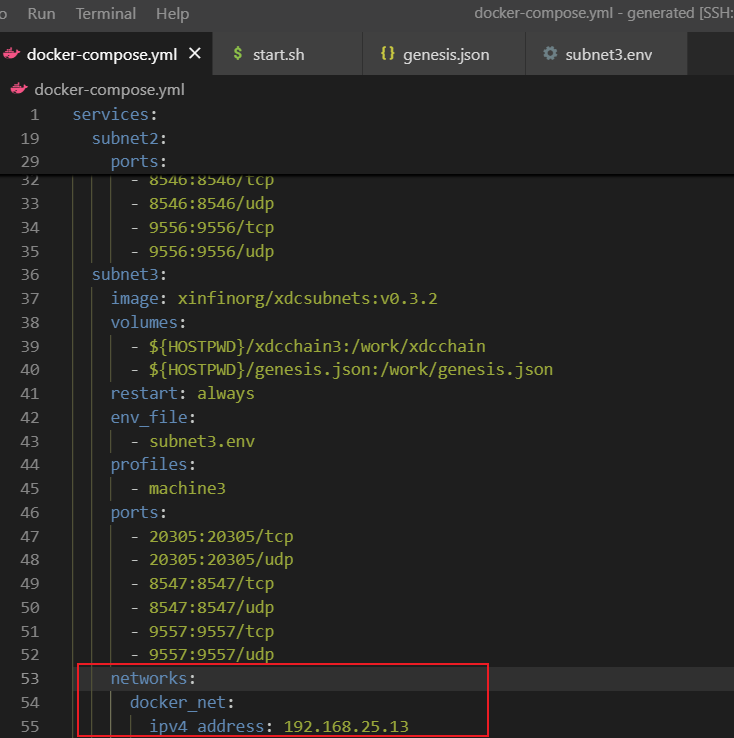 o Run Terminal Help docker-compose.yml - generated [SSH:
docker-compose.yml $ start.sh {} genesis.json subnet3.env
docker-compose.yml
1 services:
19 subnet2:
29 ports:
32 - 8546:8546/tcp
33 - 8546:8546/udp
34 - 9556:9556/tcp
35 - 9556:9556/udp
36 subnet3:
37 image: xinfinorg/xdcsubnets:v0.3.2
38 volumes:
39 - ${HOSTPWD}/xdcchain3:/work/xdcchain
40 - ${HOSTPWD}/genesis.json:/work/genesis.json
41 restart: always
42 env_file:
43 - subnet3.env
44 profiles:
45 - machine3
46 ports:
47 - 20305:20305/tcp
48 - 20305:20305/udp
49 - 8547:8547/tcp
50 - 8547:8547/udp
51 - 9557:9557/tcp
52 - 9557:9557/udp
53 networks:
54 docker_net:
55 ipv4_address: 192.168.25.13